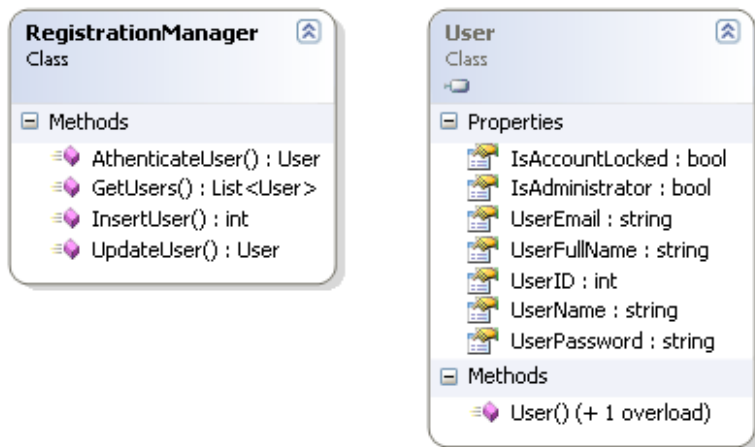 RegistrationManager
Class
Methods
AthenticateUser() : User
GetUsers() : List<User>
InsertUser() : int
UpdateUser() : User
User
Class
Properties
IsAccountLocked : bool
IsAdministrator : bool
UserEmail : string
UserFullName : string
UserID : int
UserName : string
UserPassword : string
Methods
User() (+ 1 overload)